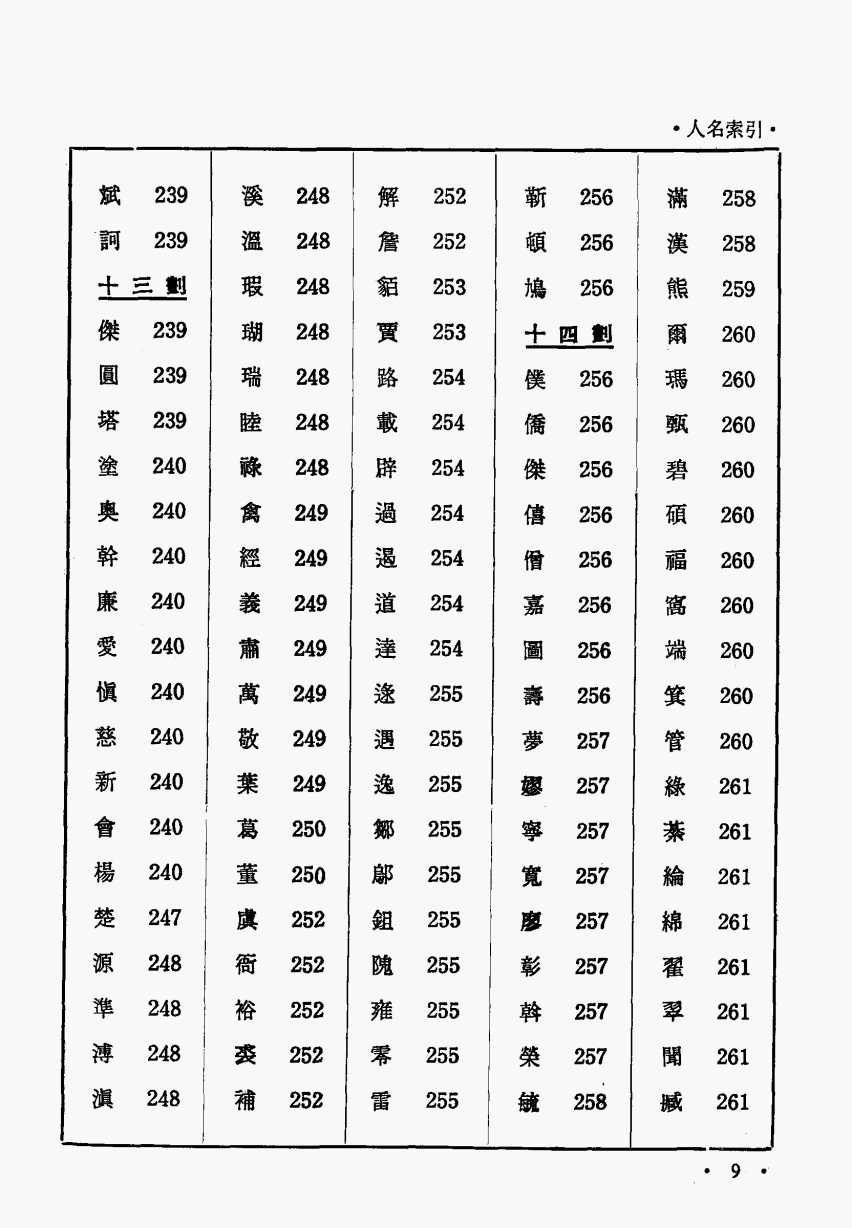 •人名索引•
斌 239
訶 239
十三劃
傑 239
圓 239
塔 239
塗 240
奥 240
幹 240
廉 240
愛 240
愼 240
慈 240
新 240
會 240
楊 240
楚 247
源 248
準 248
溥 248
滇 248
溪 248
溫 248
瑕 248
瑚 248
瑞 248
睦 248
祿 248
禽 249
經 249
義 249
肅 249
萬 249
敬 249
葉 249
葛 250
董 250
虞 252
衙 252
裕 252
裘 252
補 252
解 252
詹 252
貊 253
賈 253
路 254
載 254
辟 254
過 254
遏 254
道 254
達 254
逯 255
遇 255
逸 255
鄒 255
鄔 255
鉏 255
隗 255
雍 255
零 255
雷 255
靳 256
頓 256
鳩 256
十四劃
僕 256
僑 256
傑 256
僖 256
僧 256
嘉 256
圖 256
壽 256
夢 257
嫪 257
寧 257
寬 257
廖 257
彰 257
斡 257
榮 257
毓 258
滿 258
漢 258
熊 259
爾 260
瑪 260
甄 260
碧 260
碩 260
福 260
窩 260
端 260
箕 260
管 260
綠 261
綦 261
綸 261
綿 261
翟 261
翠 261
聞 261
臧 261
• 9 •